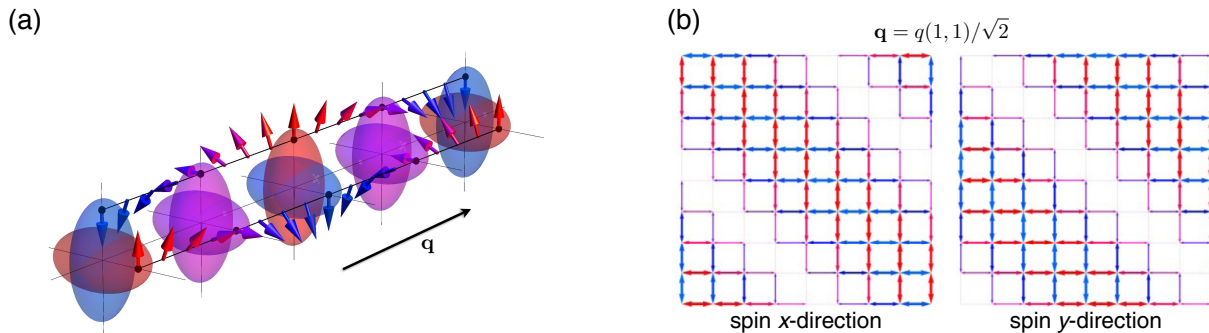 (a)
q
(b)
q = q(1, 1)/√2
spin x-direction
spin y-direction